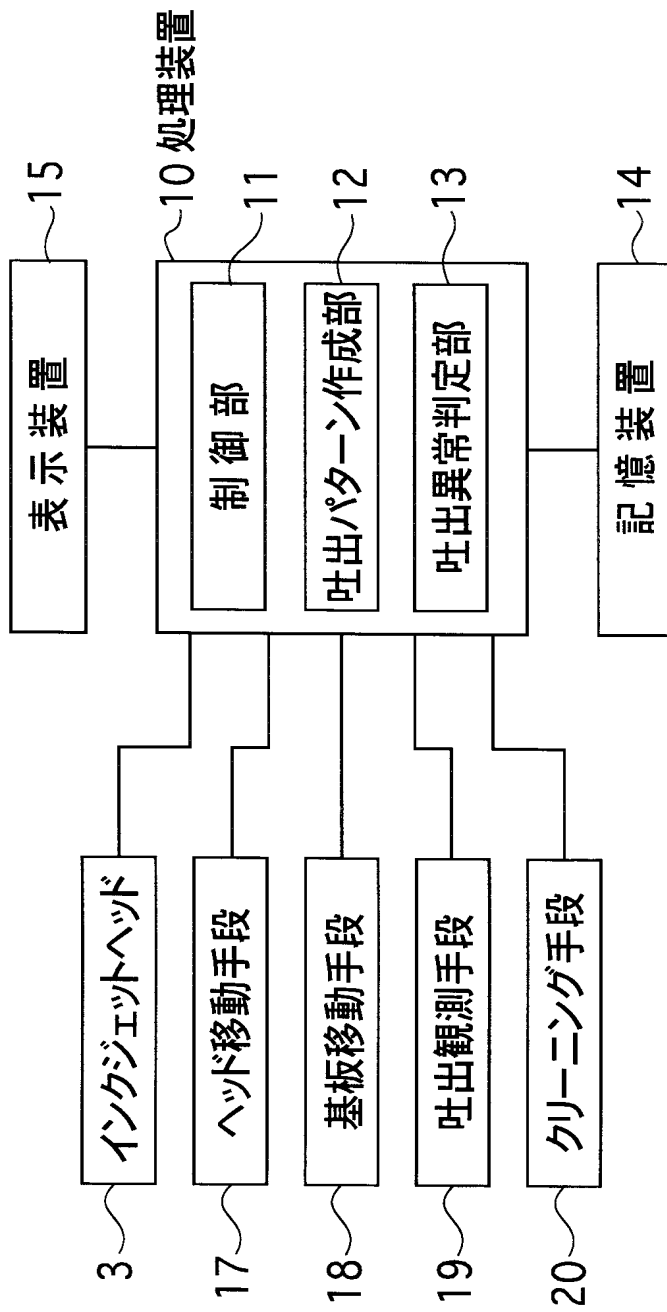 15
表示装置
10 処理装置
制御部
11
吐出パターン作成部
12
吐出異常判定部
13
記憶装置
14
3
インクジェットヘッド
17
ヘッド移動手段
18
基板移動手段
19
吐出観測手段
20
クリーニング手段